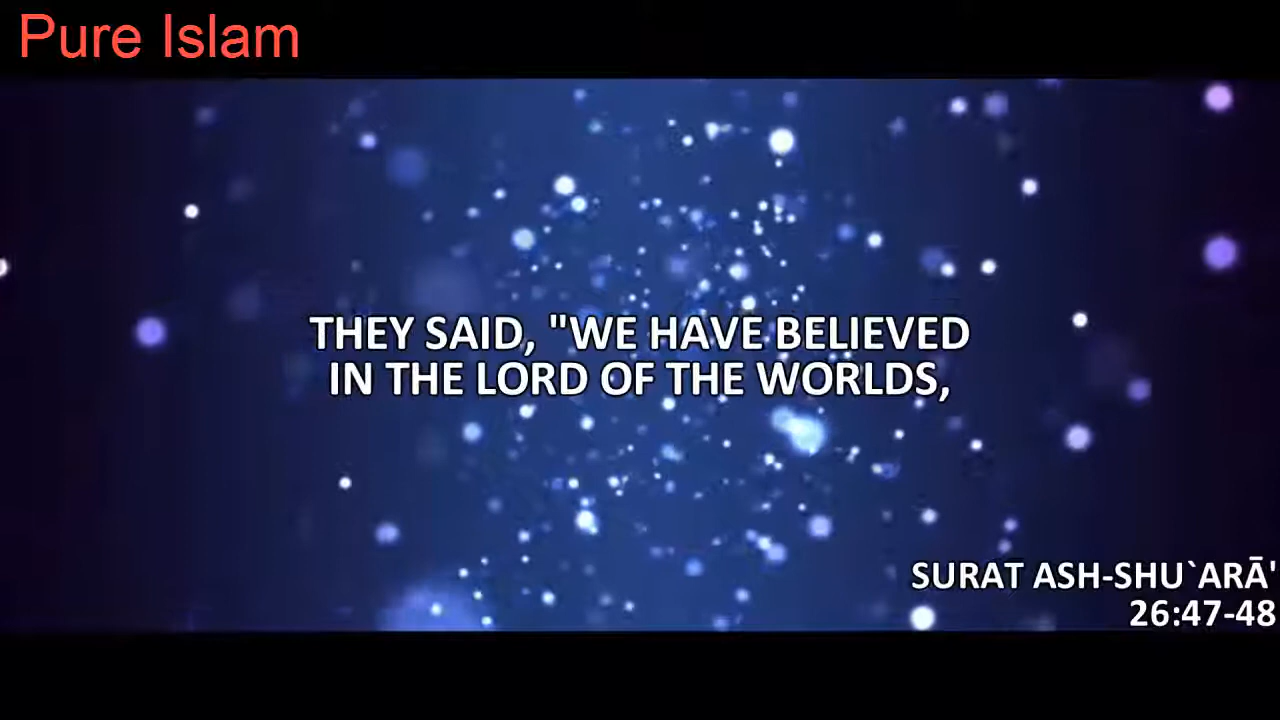 Pure Islam
THEY SAID, "WE HAVE BELIEVED
IN THE LORD OF THE WORLDS,
SURAT ASH-SHU`ARĀ'
26:47-48